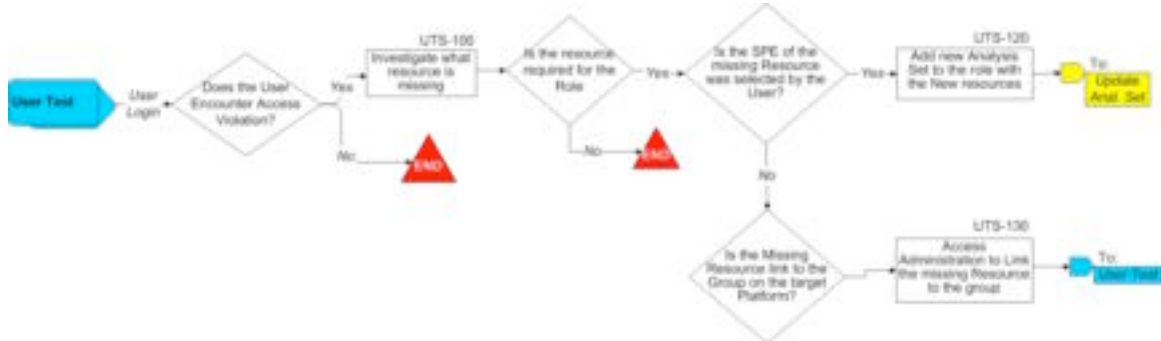 User Test
User
Login
Does the User
Encounter Access
Violation?
Yes
No
END
UTS-100
Investigate what
resource is
missing
Is the resource
required for the
Role
Yes
No
END
Is the SPE of the
missing Resource
was selected by the
User?
Yes
No
UTS-120
Add new Analysis
Set to the role with
the New resources
To:
Update
Anal. Set
Is the Missing
Resource link to the
Group on the target
Platform?
UTS-130
Access
Administration to Link
the missing Resource
to the group
To:
User Test